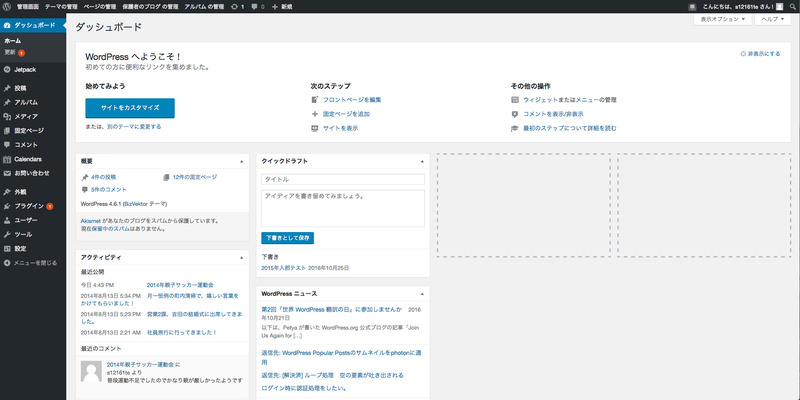 管理画面 テーマの管理 ページの管理 保護者のブログ の管理 アルバム の管理 1 0 + 新規
こんにちは、s12161ts さん！
ダッシュボード
ホーム
更新 1
Jetpack
投稿
アルバム
メディア
固定ページ
コメント
Calendars
お問い合わせ
外観
プラグイン 1
ユーザー
ツール
設定
メニューを閉じる
ダッシュボード
表示オプション ▼
ヘルプ ▼
WordPress へようこそ！
初めての方に便利なリンクを集めました。
非表示にする
始めてみよう
サイトをカスタマイズ
または、別のテーマに変更する
次のステップ
フロントページを編集
固定ページを追加
サイトを表示
その他の操作
ウィジェットまたはメニューの管理
コメントを表示/非表示
最初のステップについて詳細を読む
概要
4件の投稿
12件の固定ページ
5件のコメント
WordPress 4.6.1 (BizVektor テーマ)
Akismet があなたのブログをスパムから保護しています。
現在保留中のスパムはありません。
アクティビティ
最近公開
今日 4:43 PM 2014年親子サッカー運動会
2014年8月13日 5:34 PM 月一恒例の町内清掃で、嬉しい言葉を
かけてもらいました！
2014年8月13日 5:23 PM 営業2課、吉田の結婚式に出席してきま
した。
2014年8月13日 2:21 AM 社員旅行に行ってきました！
最近のコメント
2014年親子サッカー運動会 に
s12161ts より
普段運動不足でしたのでかなり親が厳しかったようです
クイックドラフト
タイトル
アイディアを書き留めてみましょう。
下書きとして保存
下書き
2015年入部テスト 2016年10月25日
WordPress ニュース
第2回「世界 WordPress 翻訳の日」に参加しませんか 2016
年10月21日
以下は、Petya が書いた WordPress.org 公式ブログの記事「Join
Us Again for […]
返信先: WordPress Popular Postsのサムネイルをphotonに適
用
返信先: [解決済] ループ処理 空の要素が吐き出される
ログイン時に認証処理をしたい。